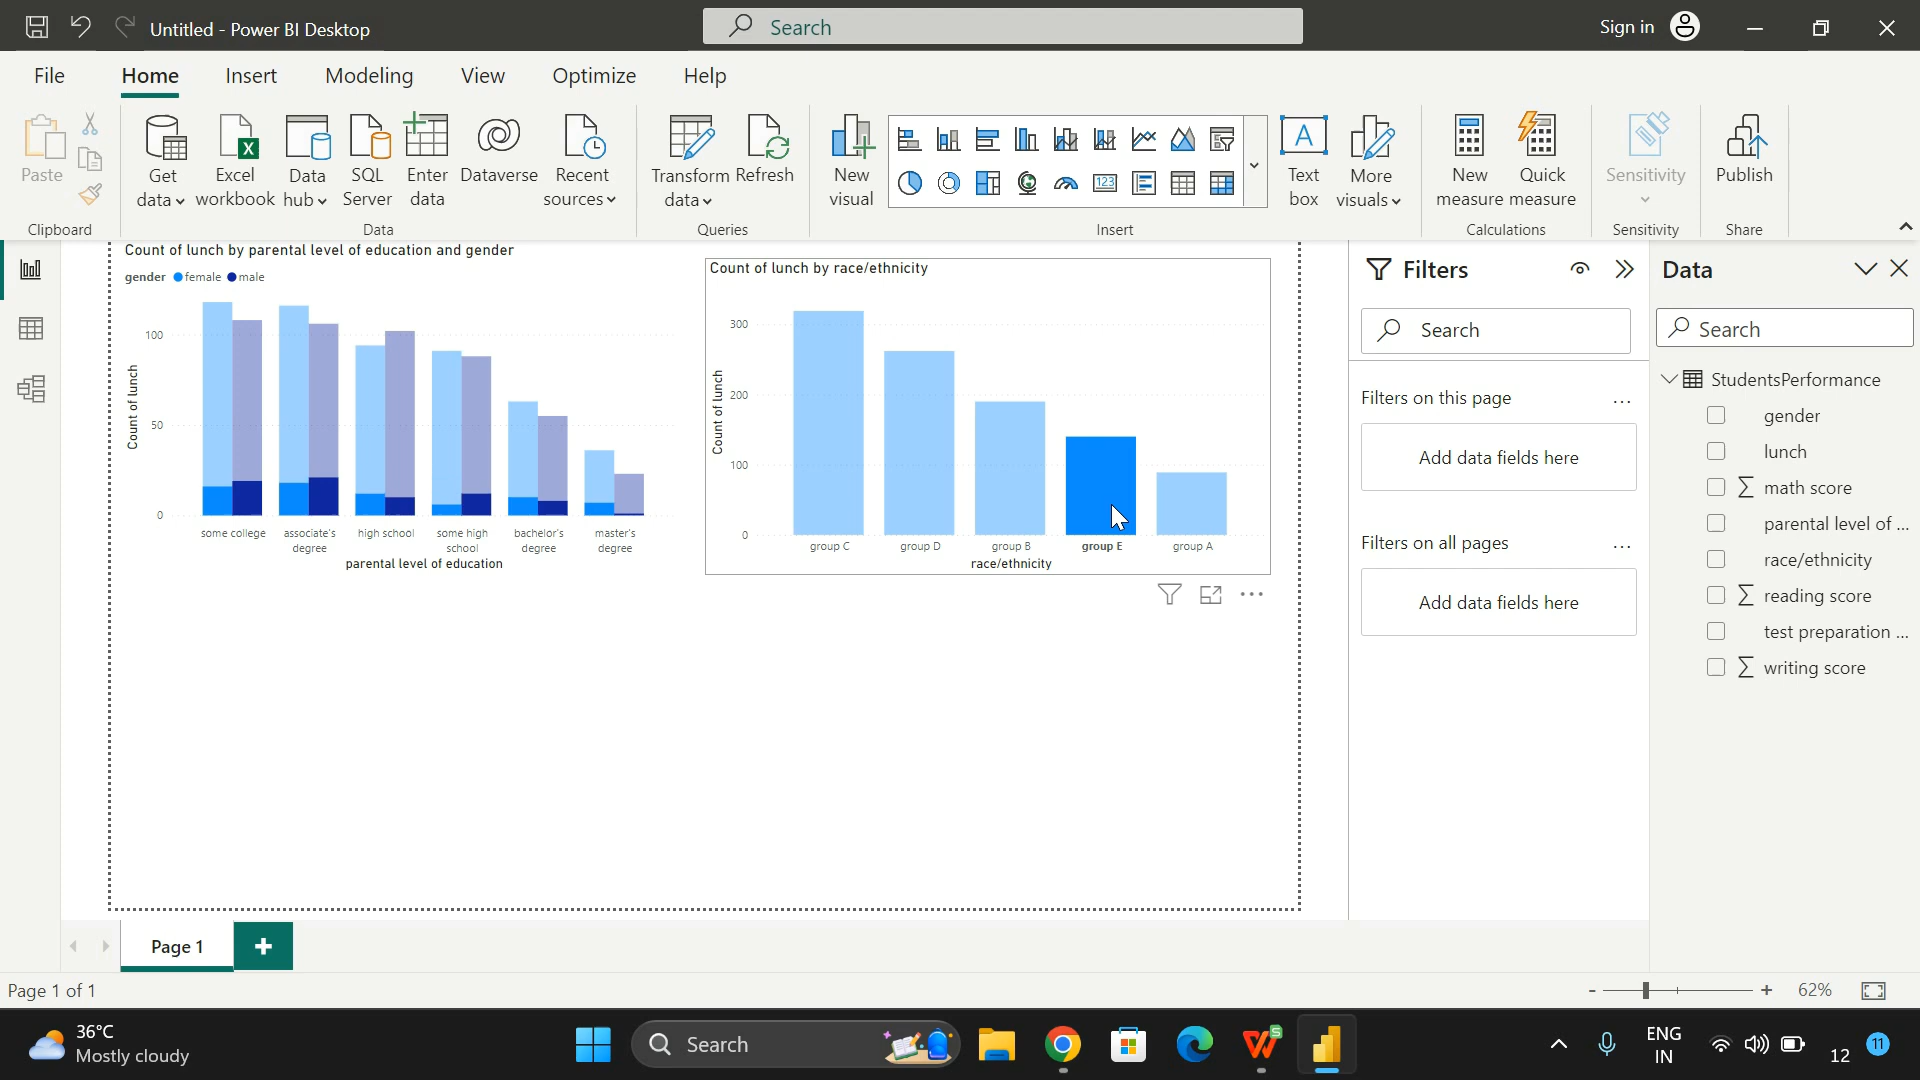 Untitled - Power BI Desktop
Search
Sign in
File
Home
Insert
Modeling
View
Optimize
Help
Paste
Get data
Excel workbook
Data hub
SQL Server
Enter data
Dataverse
Recent sources
Transform data
Refresh
New visual
123
A
Text box
More visuals
New measure
Quick measure
Sensitivity
Publish
Clipboard
Data
Queries
Insert
Calculations
Sensitivity
Share
Count of lunch by parental level of education and gender
gender female male
Count of lunch
100
50
0
some college
associate's degree
high school
some high school
bachelor's degree
master's degree
parental level of education
Count of lunch by race/ethnicity
Count of lunch
300
200
100
0
group C
group D
group B
group E
group A
race/ethnicity
Filters
Search
Filters on this page
...
Add data fields here
Filters on all pages
...
Add data fields here
Data
Search
StudentsPerformance
gender
lunch
∑ math score
parental level of ...
race/ethnicity
∑ reading score
test preparation ...
∑ writing score
Page 1
+
Page 1 of 1
- + 62%
36°C
Mostly cloudy
Search
ENG
IN
12
11